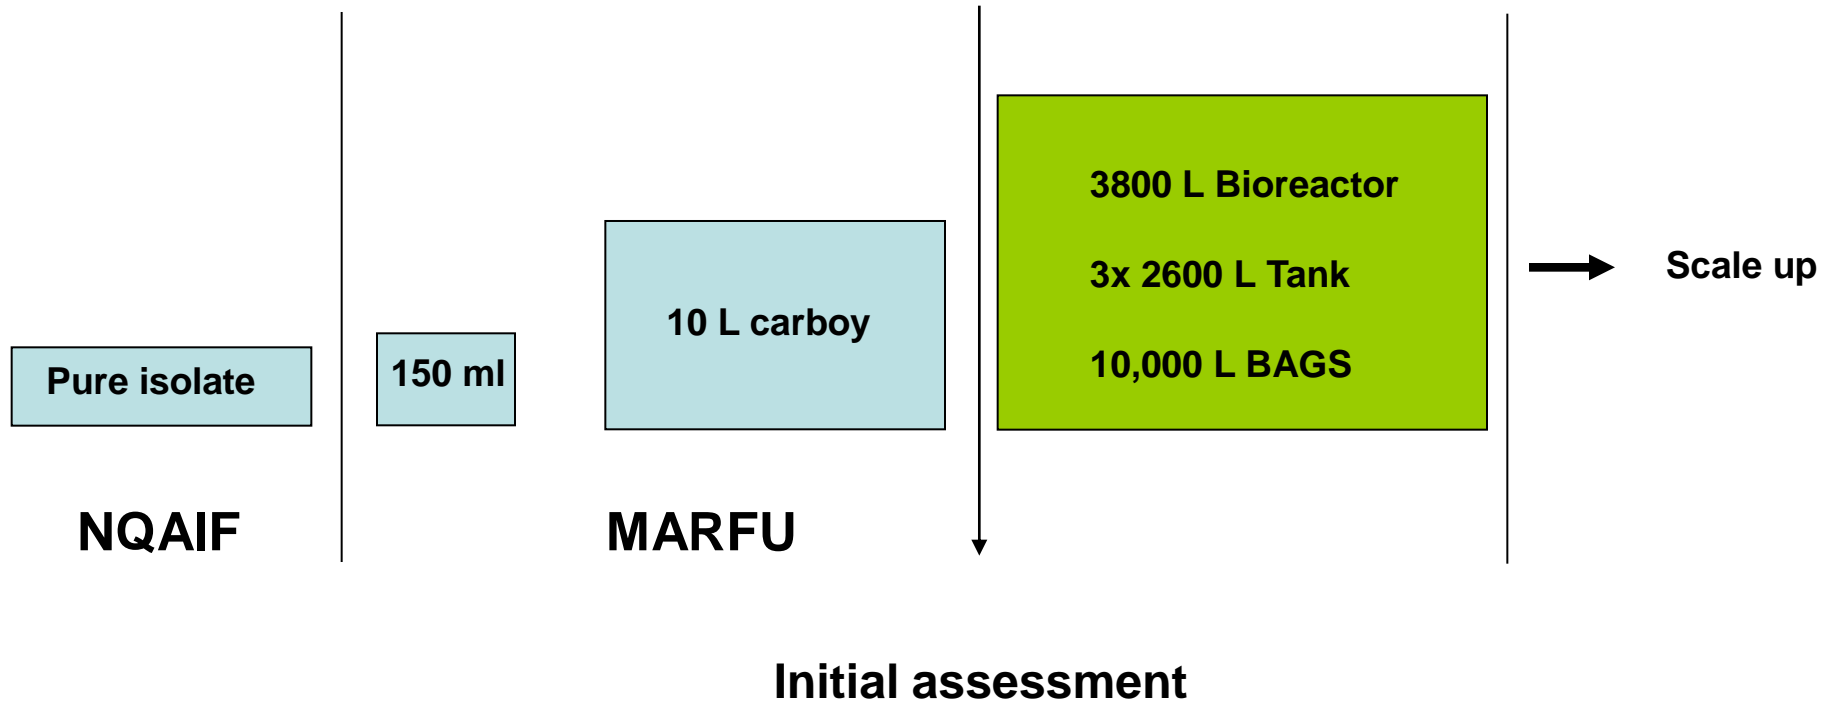 Pure isolate
150 ml
10 L carboy
3800 L Bioreactor
3x 2600 L Tank
10,000 L BAGS
Scale up
NQAIF
MARFU
Initial assessment